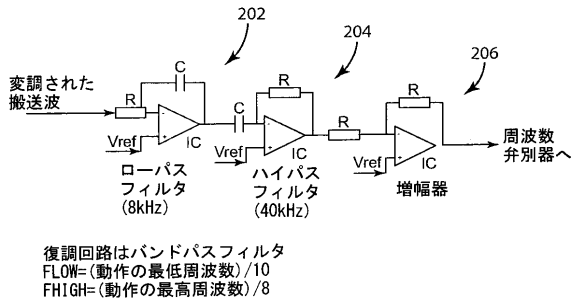 202
204
206
C
R
R
C
R
R
変調された
搬送波
Vref
IC
Vref
IC
Vref
IC
周波数
弁別器へ
ローパス
フィルタ
(8kHz)
ハイパス
フィルタ
(40kHz)
増幅器
復調回路はバンドパスフィルタ
FLOW=(動作の最低周波数)/10
FHIGH=(動作の最高周波数)/8